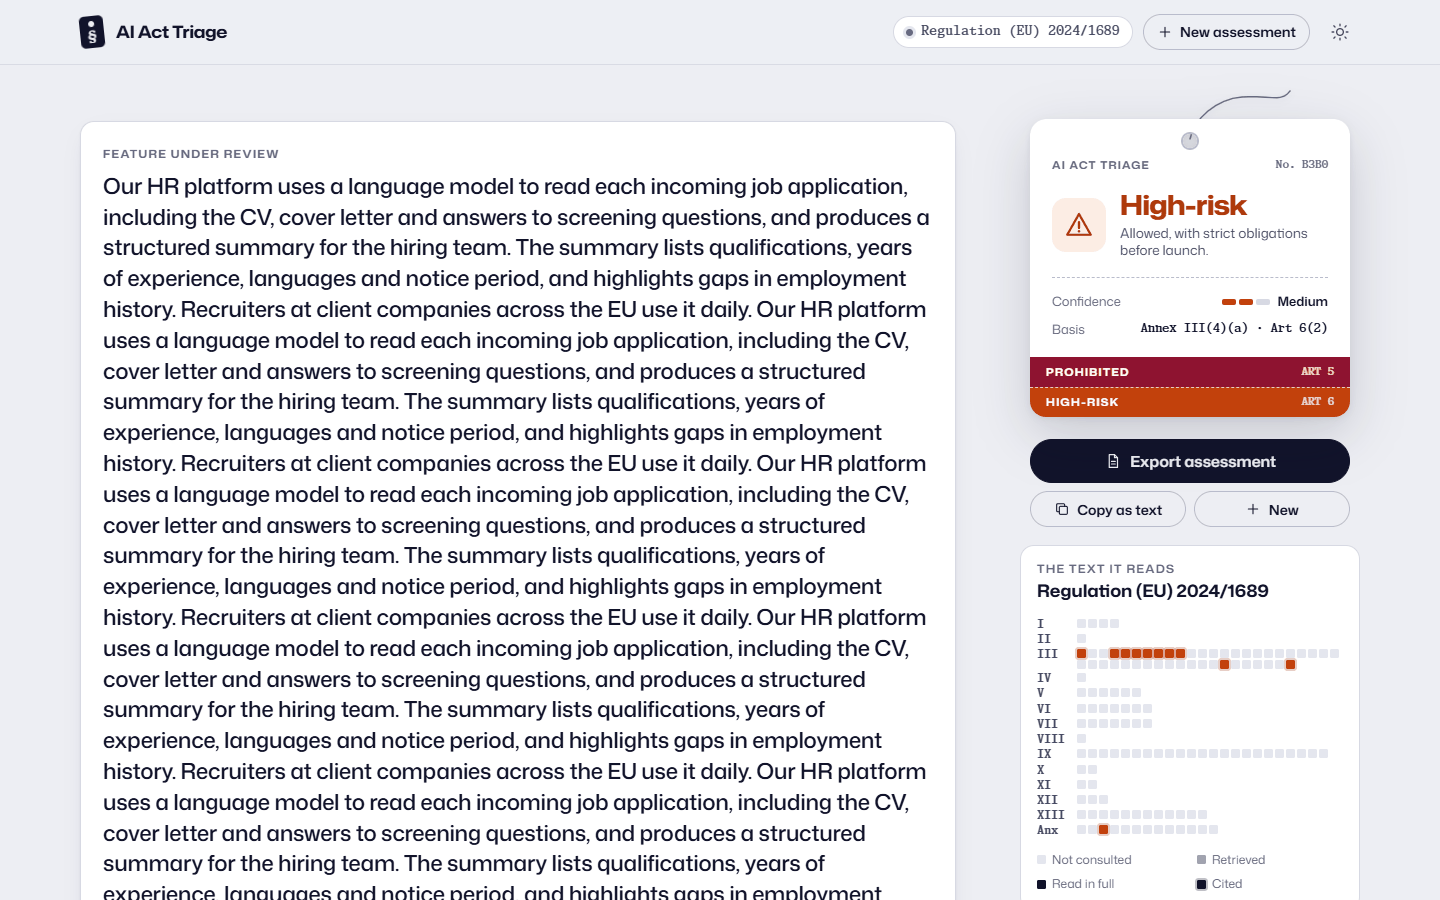 §
AI Act Triage
Regulation (EU) 2024/1689
+ New assessment
FEATURE UNDER REVIEW
Our HR platform uses a language model to read each incoming job application,
including the CV, cover letter and answers to screening questions, and produces a
structured summary for the hiring team. The summary lists qualifications, years
of experience, languages and notice period, and highlights gaps in employment
history. Recruiters at client companies across the EU use it daily. Our HR platform
uses a language model to read each incoming job application, including the CV,
cover letter and answers to screening questions, and produces a structured
summary for the hiring team. The summary lists qualifications, years of
experience, languages and notice period, and highlights gaps in employment
history. Recruiters at client companies across the EU use it daily. Our HR platform
uses a language model to read each incoming job application, including the CV,
cover letter and answers to screening questions, and produces a structured
summary for the hiring team. The summary lists qualifications, years of
experience, languages and notice period, and highlights gaps in employment
history. Recruiters at client companies across the EU use it daily. Our HR platform
uses a language model to read each incoming job application, including the CV,
cover letter and answers to screening questions, and produces a structured
summary for the hiring team. The summary lists qualifications, years of
experience, languages and notice period, and highlights gaps in employment
history. Recruiters at client companies across the EU use it daily. Our HR platform
uses a language model to read each incoming job application, including the CV,
cover letter and answers to screening questions, and produces a structured
summary for the hiring team. The summary lists qualifications, years of
experience, languages and notice period, and highlights gaps in employment
AI ACT TRIAGE
No. B3B0
High-risk
Allowed, with strict obligations
before launch.
Confidence
Medium
Basis
Annex III(4)(a) · Art 6(2)
PROHIBITED
ART 5
HIGH-RISK
ART 6
Export assessment
Copy as text
+ New
THE TEXT IT READS
Regulation (EU) 2024/1689
I
II
III
IV
V
VI
VII
VIII
IX
X
XI
XII
XIII
Anx
Not consulted
Retrieved
Read in full
Cited